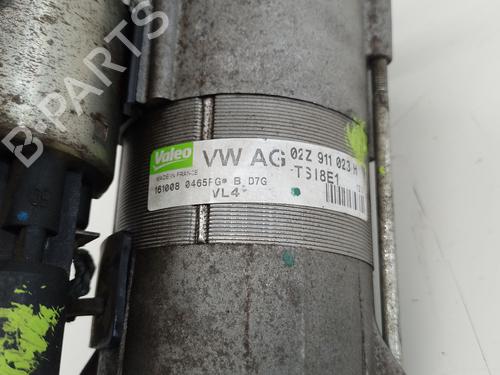 B-PARTS
Valeo VW AG 02Z 911 023 H
MADE IN FRANCE -TS18E1
161008 0465FG* B D7G
VL4